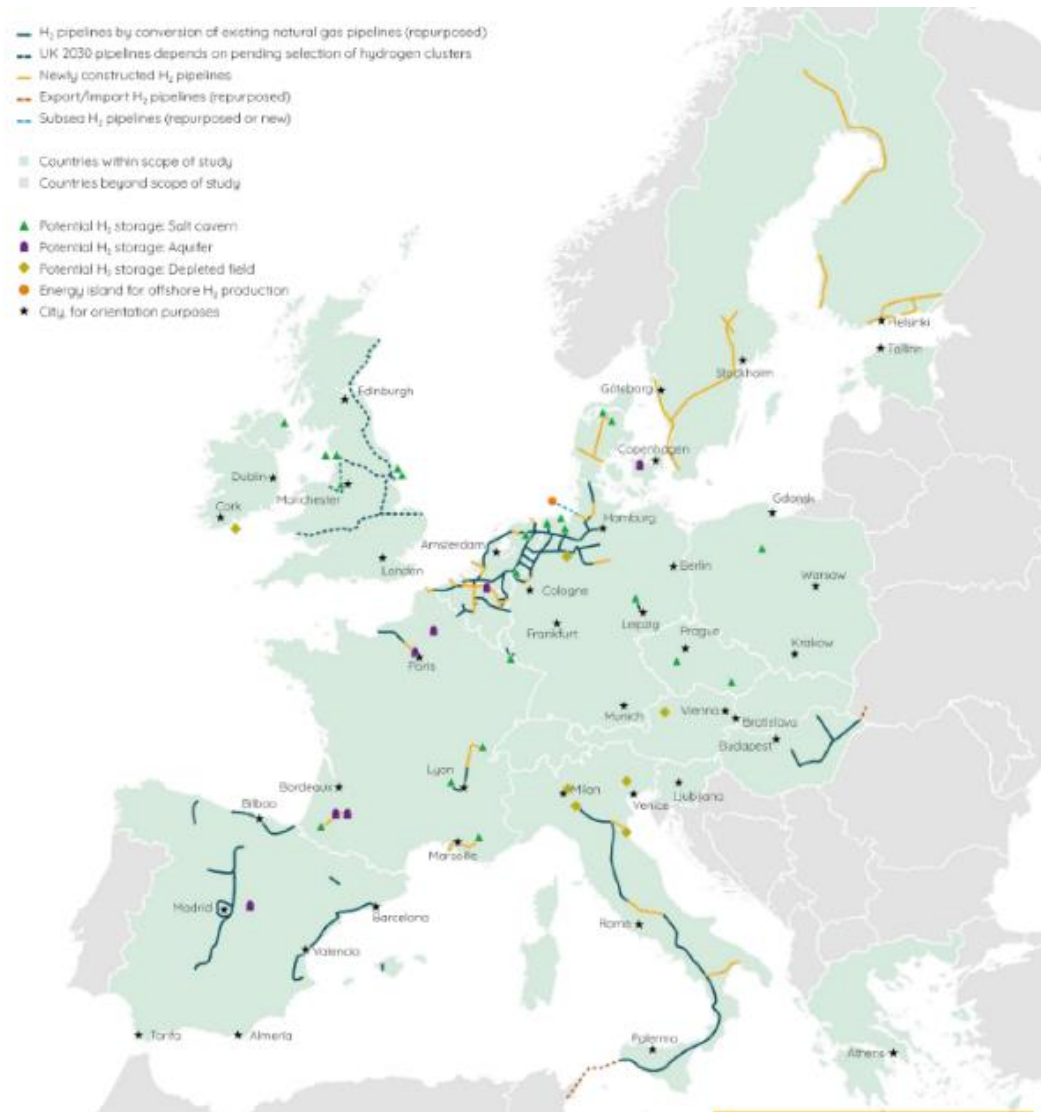 H₂ pipelines by conversion of existing natural gas pipelines (repurposed)
UK 2030 pipelines depends on pending selection of hydrogen clusters
Newly constructed H₂ pipelines
Export/Import H₂ pipelines (repurposed)
Subsea H₂ pipelines (repurposed or new)
Countries within scope of study
Countries beyond scope of study
Potential H₂ storage: Salt cavern
Potential H₂ storage: Aquifer
Potential H₂ storage: Depleted field
Energy island for offshore H₂ production
City, for orientation purposes
Helsinki
Tallinn
Stockholm
Göteborg
Edinburgh
Copenhagen
Dublin
Manchester
Gdansk
Cork
Hamburg
Amsterdam
London
Berlin
Warsaw
Cologne
Leipzig
Frankfurt
Prague
Krakow
Paris
Munich
Vienna
Bratislava
Budapest
Lyon
Bordeaux
Milan
Venice
Ljubljana
Bilbao
Marseille
Madrid
Barcelona
Rome
Valencia
Tarifa
Almería
Palermo
Athens